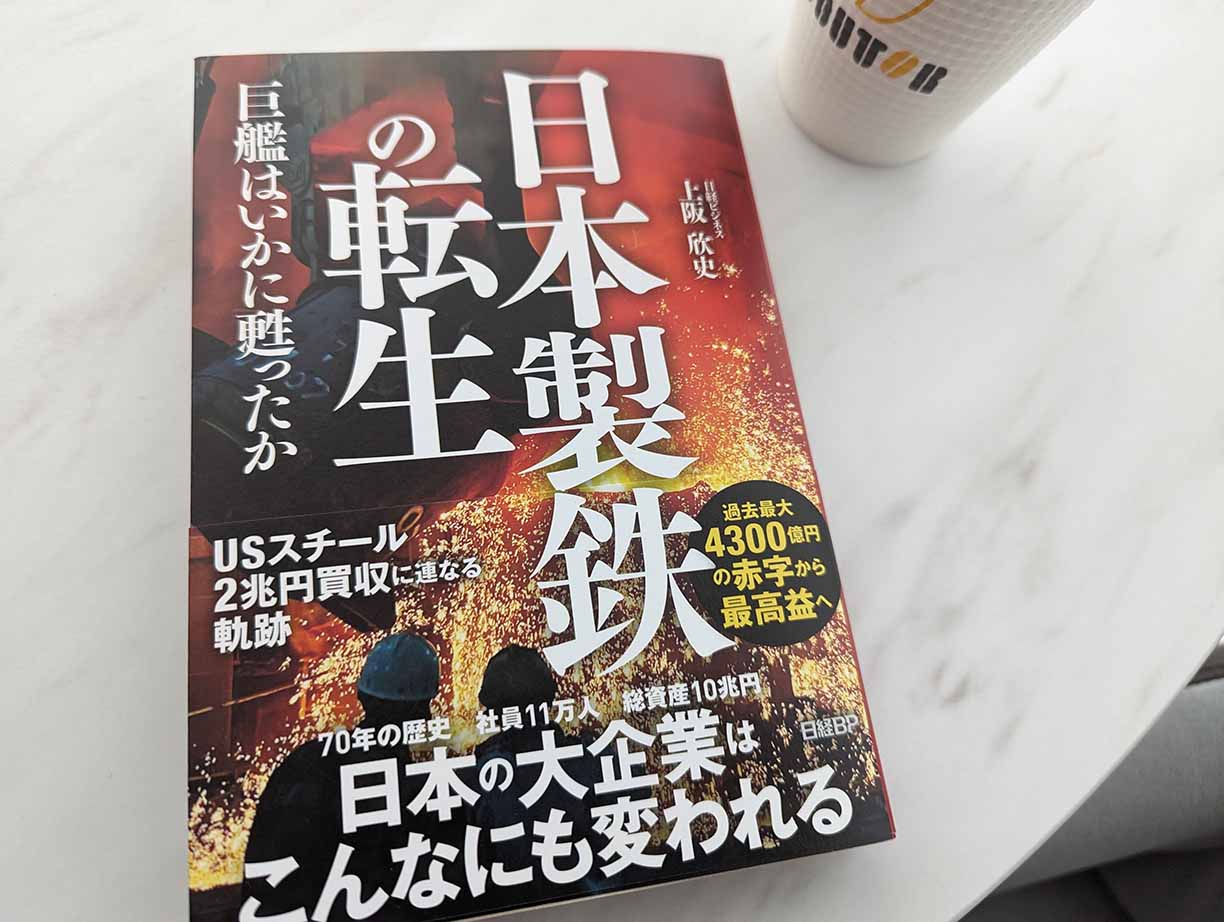 日本製鉄
の転生
巨艦はいかに甦ったか
日経ビジネス
上阪 欣史
過去最大
4300億円
の赤字から
最高益へ
USスチール
2兆円買収に連なる
軌跡
70年の歴史 社員11万人 総資産10兆円
日本の大企業は
こんなにも変われる
日経BP